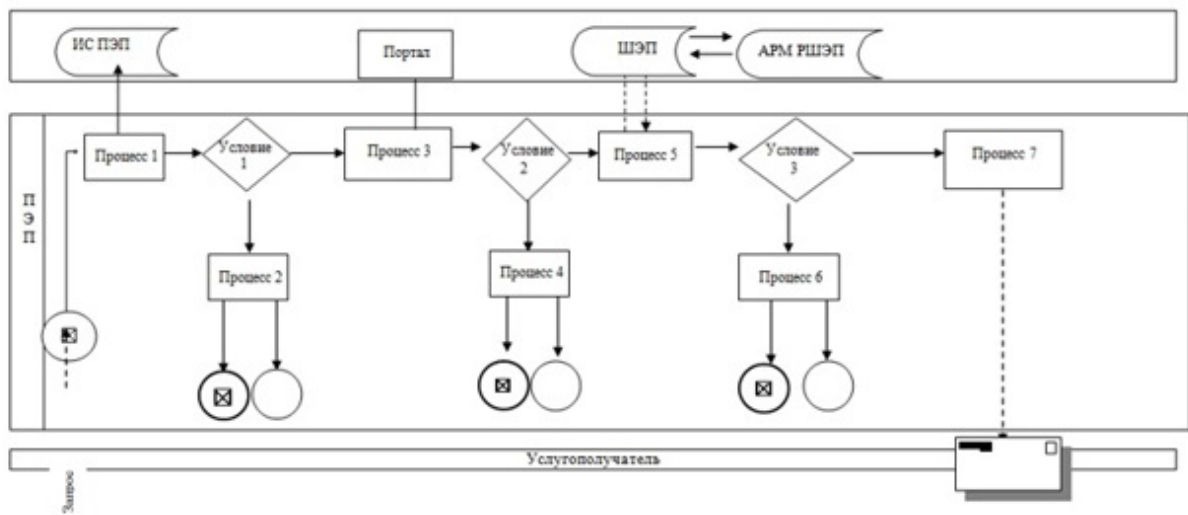 ИС ПЭП
Портал
ШЭП
АРМ РШЭП
ПЭП
Процесс 1
Условие
1
Процесс 3
Условие
2
Процесс 5
Условие
3
Процесс 7
Процесс 2
Процесс 4
Процесс 6
Услугополучатель
Запрос